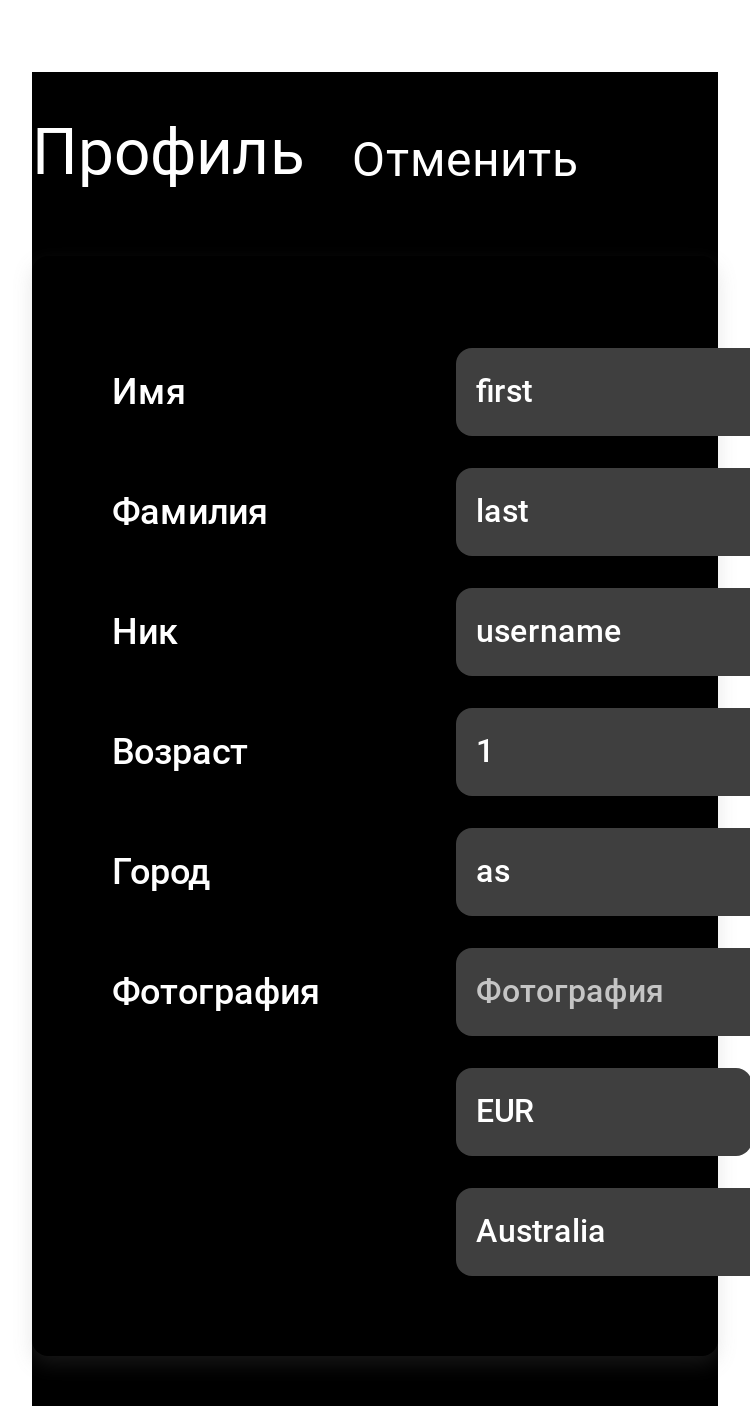 Профиль Отменить
Имя first
Фамилия last
Ник username
Возраст 1
Город as
Фотография Фотография
EUR
Australia